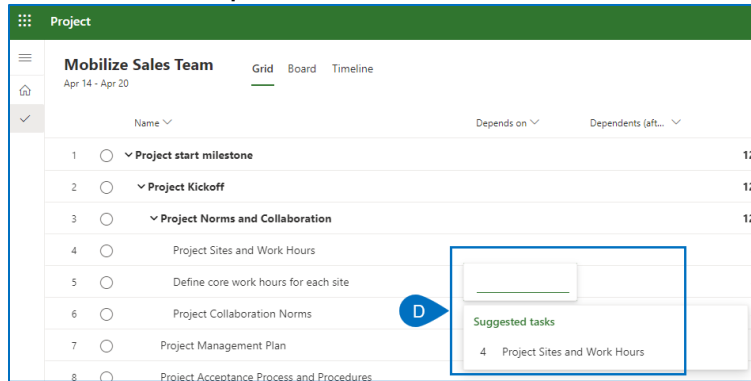 Project
Mobilize Sales Team Grid Board Timeline
Apr 14 - Apr 20
Name Depends on Dependents (aft...
1 Project start milestone 12
2 Project Kickoff 12
3 Project Norms and Collaboration 12
4 Project Sites and Work Hours
5 Define core work hours for each site
6 Project Collaboration Norms
D
Suggested tasks
7 Project Management Plan
4 Project Sites and Work Hours
8 Project Acceptance Process and Procedures